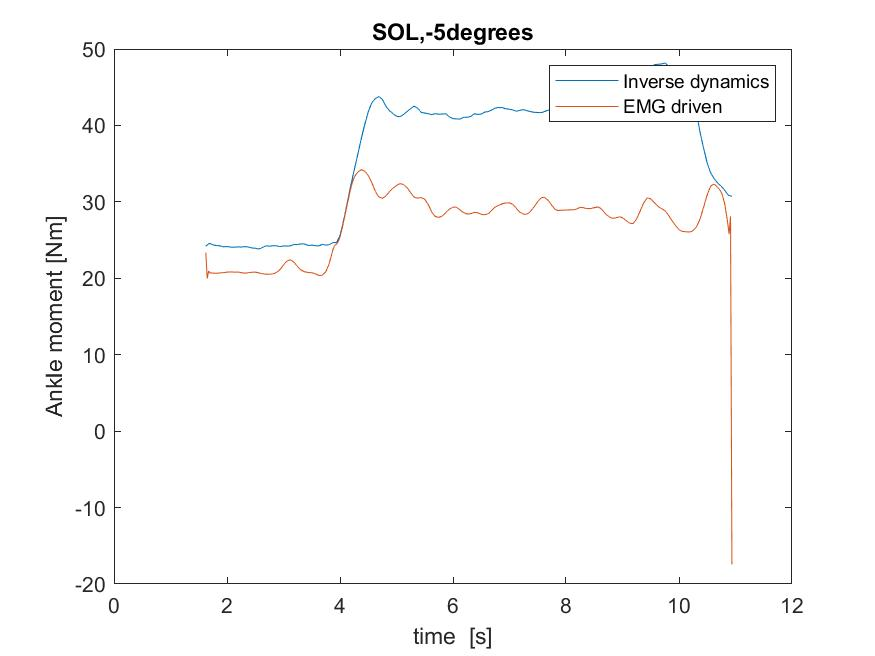 SOL,-5degrees
50
40
30
20
10
0
-10
-20
Ankle moment [Nm]
Inverse dynamics
EMG driven
0 2 4 6 8 10 12
time [s]